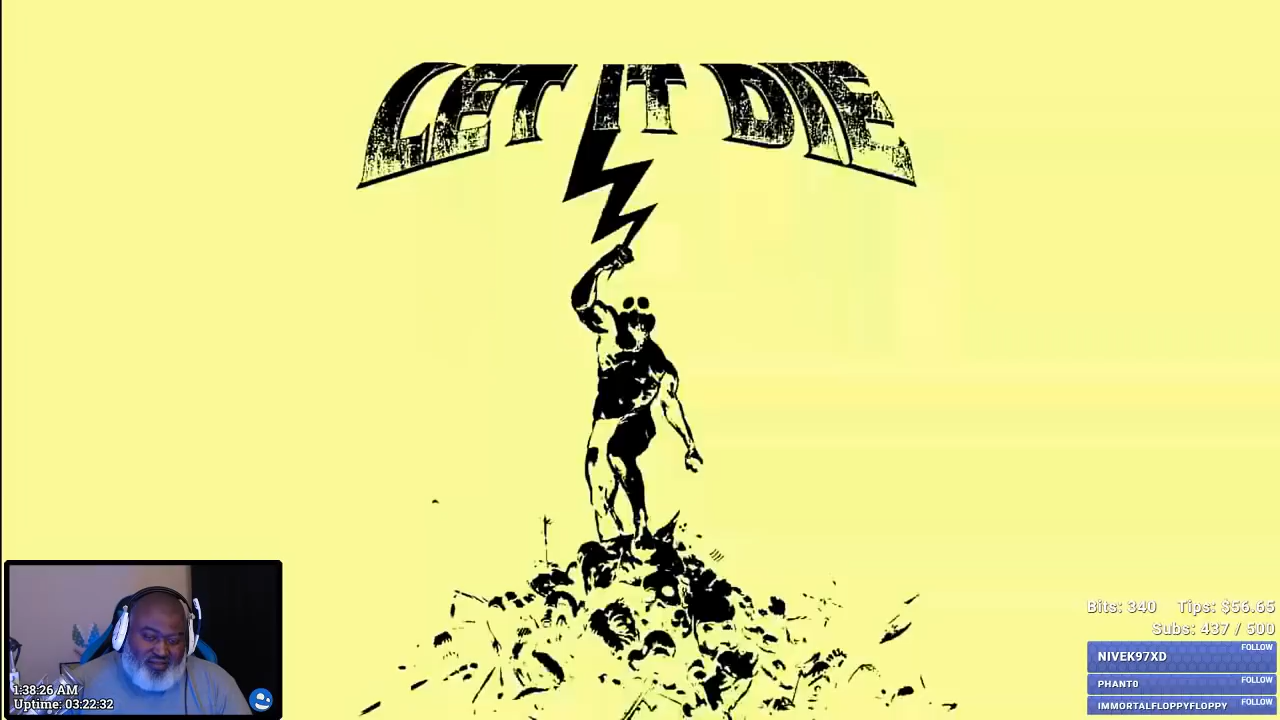 LET IT DIE
Bits: 340 Tips: $56.65
Subs: 437 / 500
NIVEK97XD FOLLOW
PHANT0 FOLLOW
IMMORTALFLOPPYFLOPPY FOLLOW
1:38:26 AM
Uptime: 03:22:32